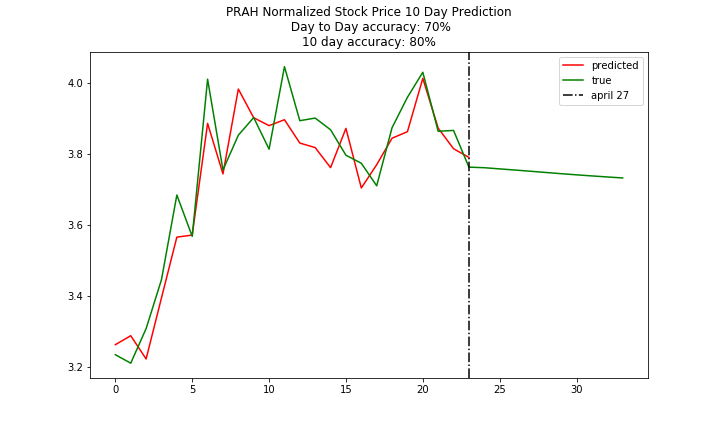 PRAH Normalized Stock Price 10 Day Prediction
Day to Day accuracy: 70%
10 day accuracy: 80%
predicted
true
april 27
4.0
3.8
3.6
3.4
3.2
0 5 10 15 20 25 30